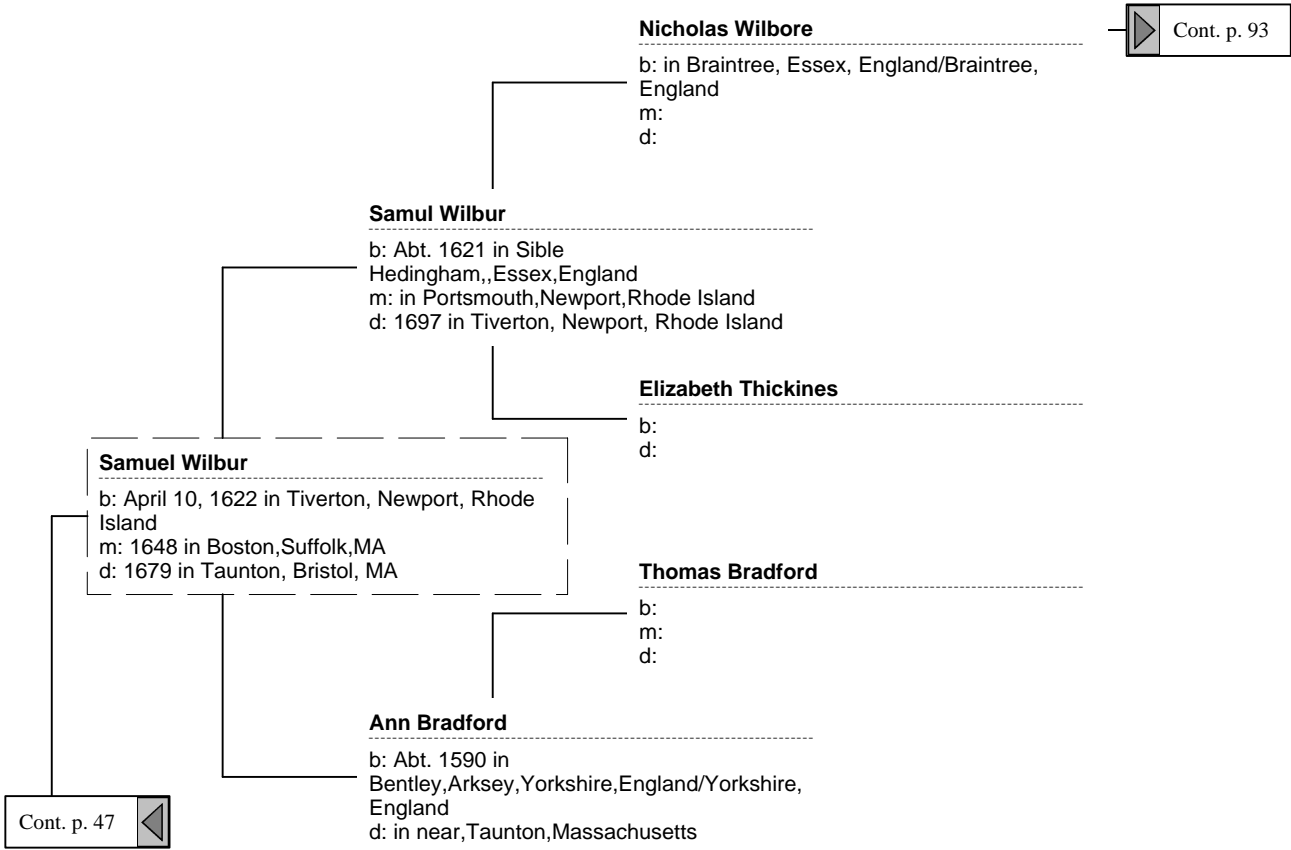 Nicholas Wilbore
Cont. p. 93
b: in Braintree, Essex, England/Braintree,
England
m:
d:
Samul Wilbur
b: Abt. 1621 in Sible
Hedingham,,Essex,England
m: in Portsmouth,Newport,Rhode Island
d: 1697 in Tiverton, Newport, Rhode Island
Elizabeth Thickines
b:
d:
Samuel Wilbur
b: April 10, 1622 in Tiverton, Newport, Rhode
Island
m: 1648 in Boston,Suffolk,MA
d: 1679 in Taunton, Bristol, MA
Thomas Bradford
b:
m:
d:
Ann Bradford
b: Abt. 1590 in
Bentley,Arksey,Yorkshire,England/Yorkshire,
England
d: in near,Taunton,Massachusetts
Cont. p. 47